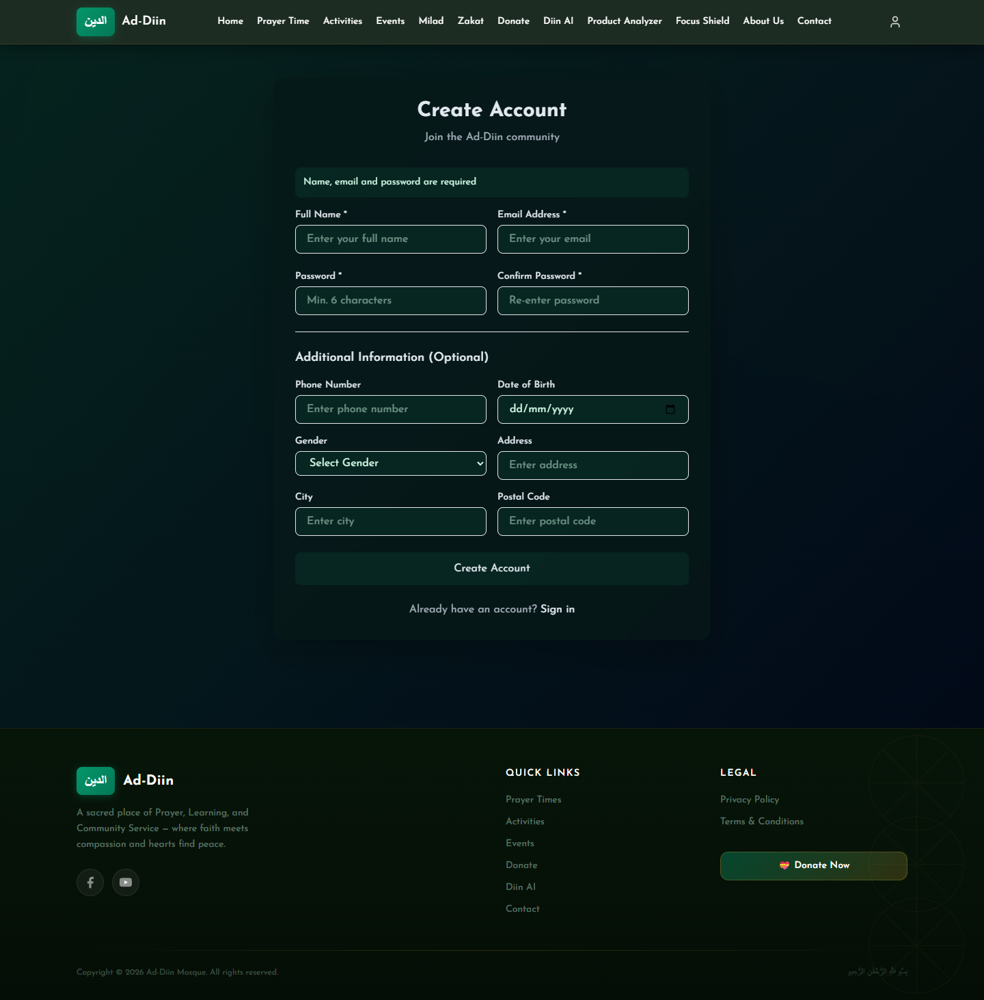 الدين Ad-Diin Home Prayer Time Activities Events Milad Zakat Donate Diin AI Product Analyzer Focus Shield About Us Contact
Create Account
Join the Ad-Diin community
Name, email and password are required
Full Name * Email Address *
Enter your full name Enter your email
Password * Confirm Password *
Min. 6 characters Re-enter password
Additional Information (Optional)
Phone Number Date of Birth
Enter phone number dd/mm/yyyy
Gender Address
Select Gender Enter address
City Postal Code
Enter city Enter postal code
Create Account
Already have an account? Sign in
الدين Ad-Diin
A sacred place of Prayer, Learning, and
Community Service — where faith meets
compassion and hearts find peace.
QUICK LINKS
Prayer Times
Activities
Events
Donate
Diin AI
Contact
LEGAL
Privacy Policy
Terms & Conditions
💝 Donate Now
Copyright © 2026 Ad-Diin Mosque. All rights reserved.
بِسْمِ اللَّهِ الرَّحْمَٰنِ الرَّحِيمِ